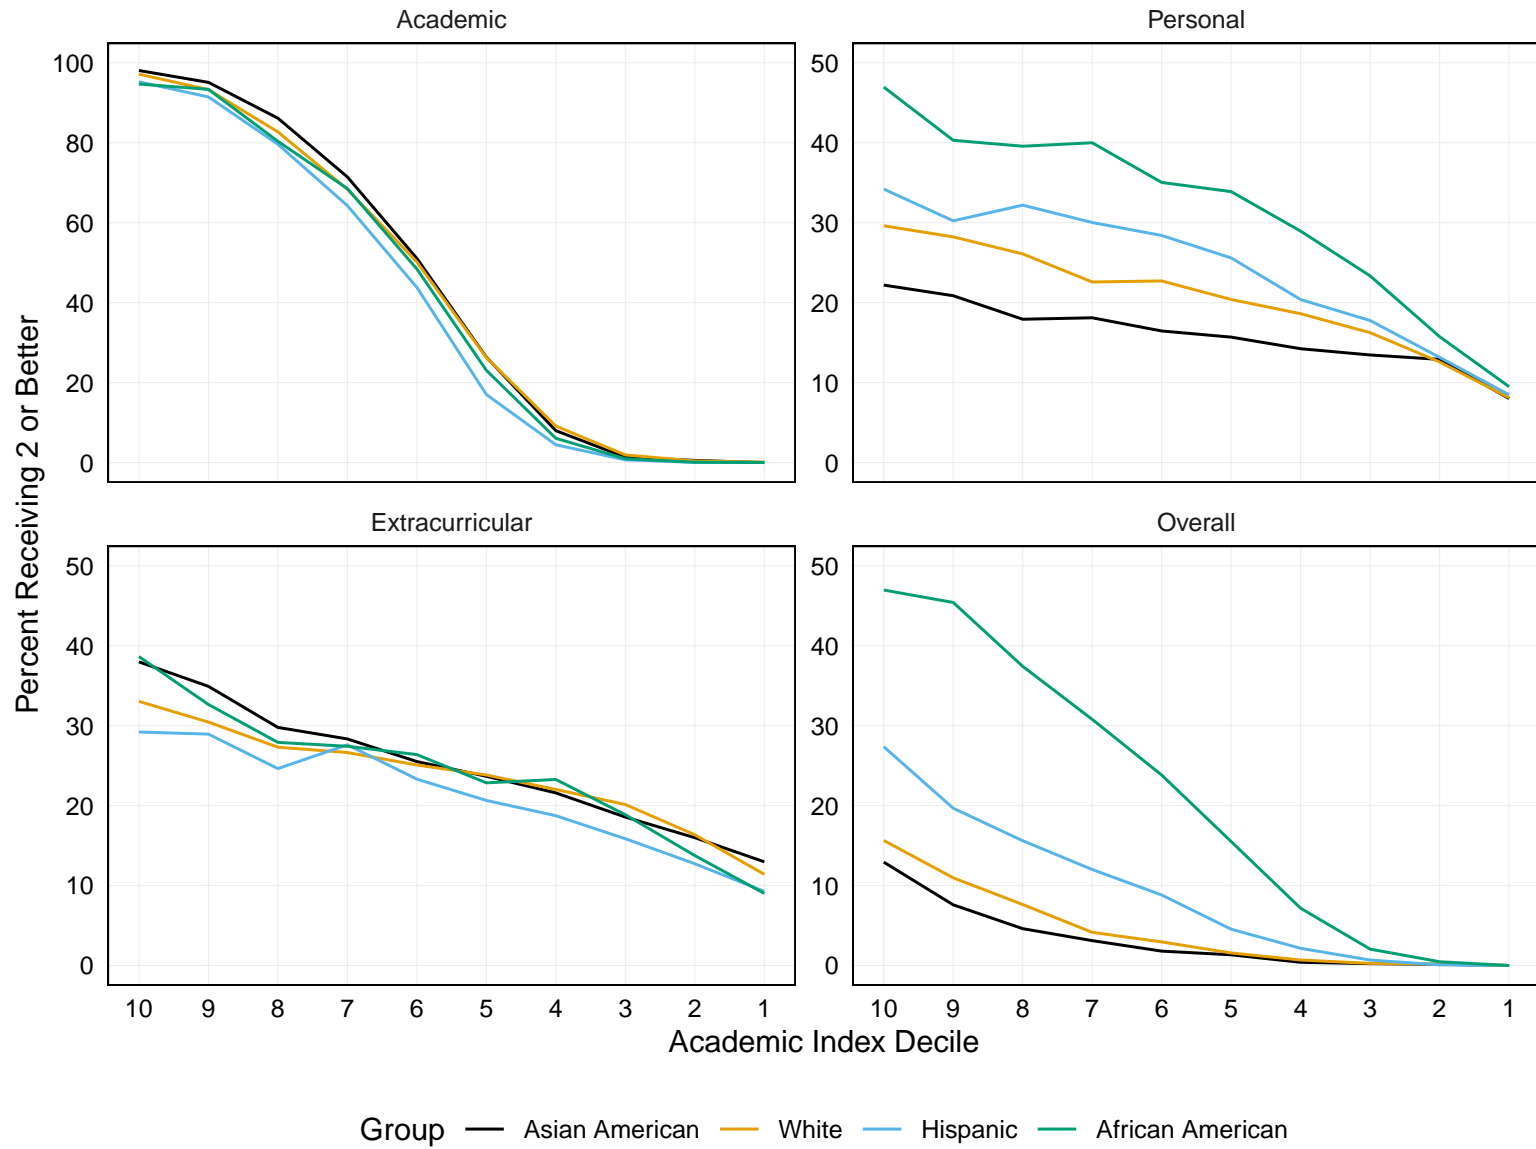 Academic
Personal
100
80
60
40
20
0
50
40
30
20
10
0
Percent Receiving 2 or Better
Extracurricular
Overall
50
40
30
20
10
0
50
40
30
20
10
0
10 9 8 7 6 5 4 3 2 1
10 9 8 7 6 5 4 3 2 1
Academic Index Decile
Group Asian American White Hispanic African American